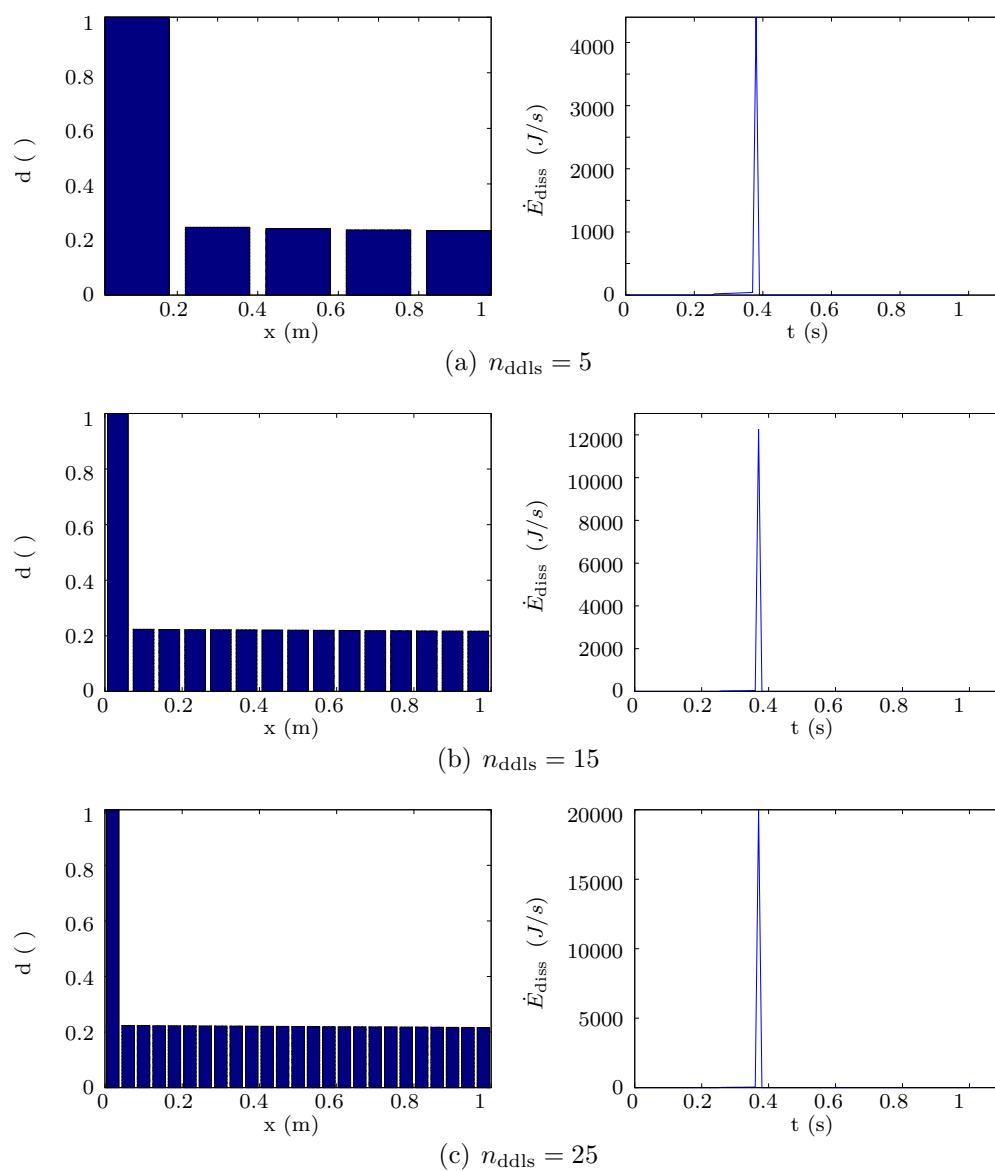 1
0.8
0.6
0.4
0.2
0
d ( )
0.2 0.4 0.6 0.8 1
x (m)
4000
3000
2000
1000
0
Ė_diss (J/s)
0 0.2 0.4 0.6 0.8 1
t (s)
(a) n_ddls = 5
1
0.8
0.6
0.4
0.2
0
d ( )
0 0.2 0.4 0.6 0.8 1
x (m)
12000
10000
8000
6000
4000
2000
0
Ė_diss (J/s)
0 0.2 0.4 0.6 0.8 1
t (s)
(b) n_ddls = 15
1
0.8
0.6
0.4
0.2
0
d ( )
0 0.2 0.4 0.6 0.8 1
x (m)
20000
15000
10000
5000
0
Ė_diss (J/s)
0 0.2 0.4 0.6 0.8 1
t (s)
(c) n_ddls = 25